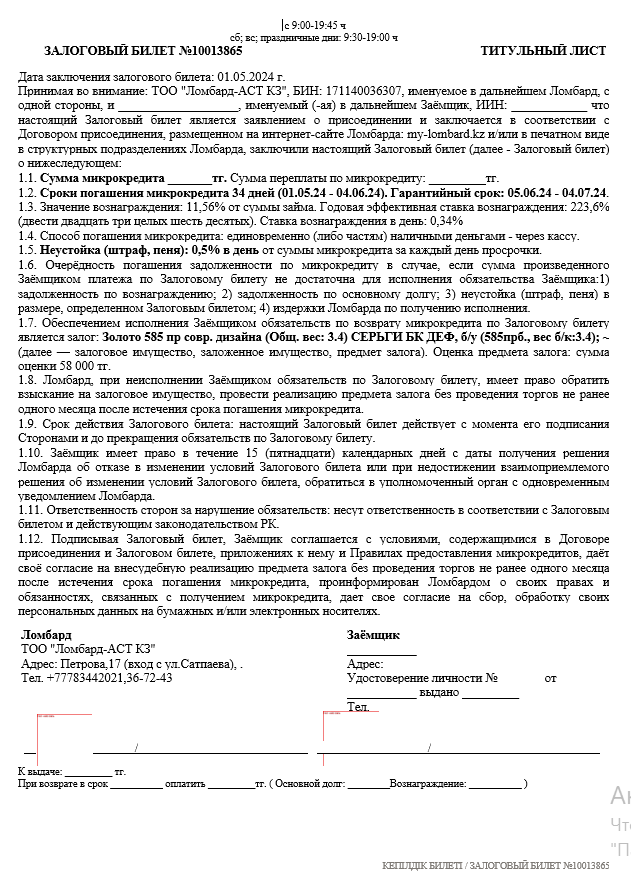 с 9:00-19:45 ч
сб; вс; праздничные дни: 9:30-19:00 ч
ЗАЛОГОВЫЙ БИЛЕТ №10013865 ТИТУЛЬНЫЙ ЛИСТ
Дата заключения залогового билета: 01.05.2024 г.
Принимая во внимание: ТОО "Ломбард-АСТ КЗ", БИН: 171140036307, именуемое в дальнейшем Ломбард, с
одной стороны, и ____________________, именуемый (-ая) в дальнейшем Заёмщик, ИИН: ____________ что
настоящий Залоговый билет является заявлением о присоединении и заключается в соответствии с
Договором присоединения, размещенном на интернет-сайте Ломбарда: my-lombard.kz и/или в печатном виде
в структурных подразделениях Ломбарда, заключили настоящий Залоговый билет (далее - Залоговый билет)
о нижеследующем:
1.1. Сумма микрокредита _______тг. Сумма переплаты по микрокредиту: _________тг.
1.2. Сроки погашения микрокредита 34 дней (01.05.24 - 04.06.24). Гарантийный срок: 05.06.24 - 04.07.24.
1.3. Значение вознаграждения: 11,56% от суммы займа. Годовая эффективная ставка вознаграждения: 223,6%
(двести двадцать три целых шесть десятых). Ставка вознаграждения в день: 0,34%
1.4. Способ погашения микрокредита: единовременно (либо частям) наличными деньгами - через кассу.
1.5. Неустойка (штраф, пеня): 0,5% в день от суммы микрокредита за каждый день просрочки.
1.6. Очерёдность погашения задолженности по микрокредиту в случае, если сумма произведенного
Заёмщиком платежа по Залоговому билету не достаточна для исполнения обязательства Заёмщика:1)
задолженность по вознаграждению; 2) задолженность по основному долгу; 3) неустойка (штраф, пеня) в
размере, определенном Залоговым билетом; 4) издержки Ломбарда по получению исполнения.
1.7. Обеспечением исполнения Заёмщиком обязательств по возврату микрокредита по Залоговому билету
является залог: Золото 585 пр совр. дизайна (Общ. вес: 3.4) СЕРЬГИ БК ДЕФ, б/у (585прб., вес б/к:3.4); ~
(далее — залоговое имущество, заложенное имущество, предмет залога). Оценка предмета залога: сумма
оценки 58 000 тг.
1.8. Ломбард, при неисполнении Заёмщиком обязательств по Залоговому билету, имеет право обратить
взыскание на залоговое имущество, провести реализацию предмета залога без проведения торгов не ранее
одного месяца после истечения срока погашения микрокредита.
1.9. Срок действия Залогового билета: настоящий Залоговый билет действует с момента его подписания
Сторонами и до прекращения обязательств по Залоговому билету.
1.10. Заёмщик имеет право в течение 15 (пятнадцати) календарных дней с даты получения решения
Ломбарда об отказе в изменении условий Залогового билета или при недостижении взаимоприемлемого
решения об изменении условий Залогового билета, обратиться в уполномоченный орган с одновременным
уведомлением Ломбарда.
1.11. Ответственность сторон за нарушение обязательств: несут ответственность в соответствии с Залоговым
билетом и действующим законодательством РК.
1.12. Подписывая Залоговый билет, Заёмщик соглашается с условиями, содержащимися в Договоре
присоединения и Залоговом билете, приложениях к нему и Правилах предоставления микрокредитов, даёт
своё согласие на внесудебную реализацию предмета залога без проведения торгов не ранее одного месяца
после истечения срока погашения микрокредита, проинформирован Ломбардом о своих правах и
обязанностях, связанных с получением микрокредита, дает свое согласие на сбор, обработку своих
персональных данных на бумажных и/или электронных носителях.
Ломбард Заёмщик
ТОО "Ломбард-АСТ КЗ" ___________
Адрес: Петрова,17 (вход с ул.Сатпаева), . Адрес:
Тел. +77783442021,36-72-43 Удостоверение личности № от
___________ выдано _________
Тел.
/ /
К выдаче: _________ тг.
При возврате в срок __________ оплатить _________тг. ( Основной долг: ________Вознаграждение: __________ )
КЕПІЛДІК БИЛЕТІ / ЗАЛОГОВЫЙ БИЛЕТ №10013865